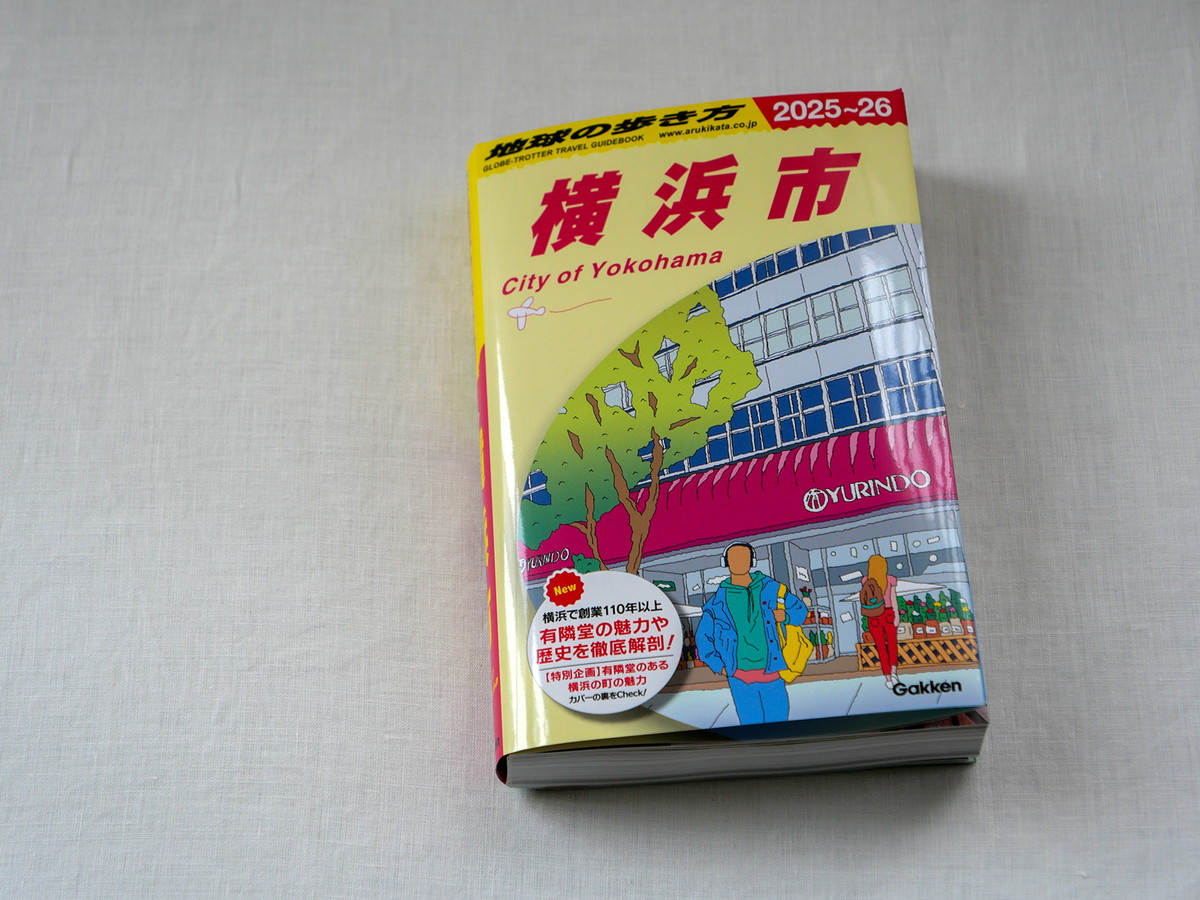 地球の歩き方
GLOBE-TROTTER TRAVEL GUIDEBOOK
www.arukikata.co.jp
2025~26
横浜市
City of Yokohama
YURINDO
YURINDO
New
横浜で創業110年以上
有隣堂の魅力や
歴史を徹底解剖!
【特別企画】有隣堂のある
横浜の町の魅力
カバーの裏をCheck!
Gakken